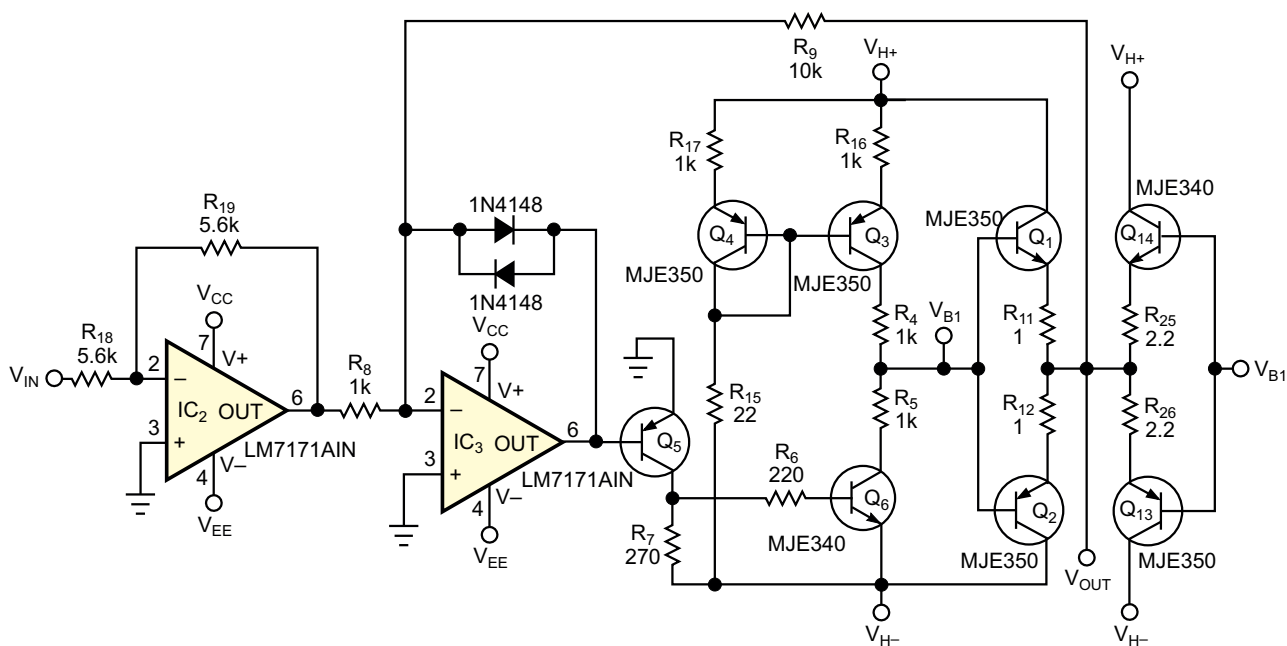 R9
10k
VH+
VH+
R17
1k
R16
1k
MJE340
R19
5.6k
1N4148
MJE350
Q4
Q3
Q1
Q14
MJE350
MJE350
1N4148
VCC
VCC
R18
5.6k
7
V+
R8
1k
7
V+
R4
1k
VB1
R11
1
R25
2.2
VIN
2
–
IC2
OUT
6
3
+
LM7171AIN
4
V–
VEE
2
–
IC3
OUT
6
3
+
LM7171AIN
4
V–
VEE
Q5
R15
22
R5
1k
R12
1
R26
2.2
VB1
R6
220
Q6
Q2
Q13
R7
270
MJE340
MJE350
MJE350
VOUT
VH–
VH–